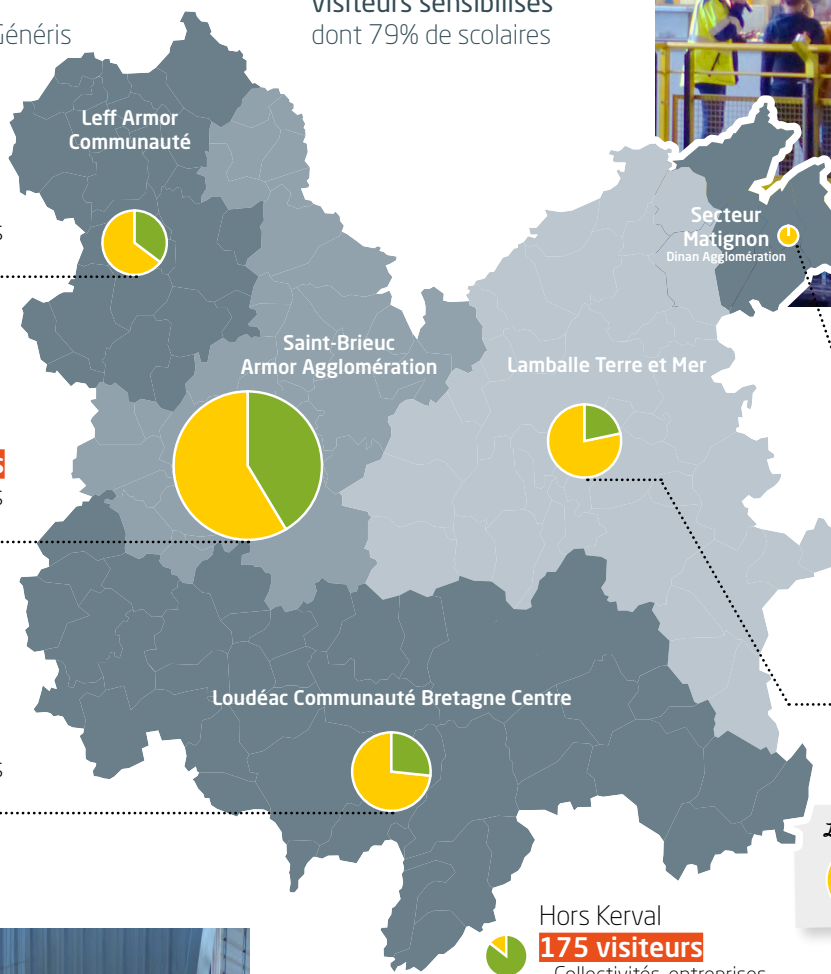 Généris
visiteurs sensibilisés
dont 79% de scolaires
Leff Armor
Communauté
Secteur
Matignon
Dinan Agglomération
Saint-Brieuc
Armor Agglomération
Lamballe Terre et Mer
Loudéac Communauté Bretagne Centre
Hors Kerval
175 visiteurs
Collectivités, entreprises